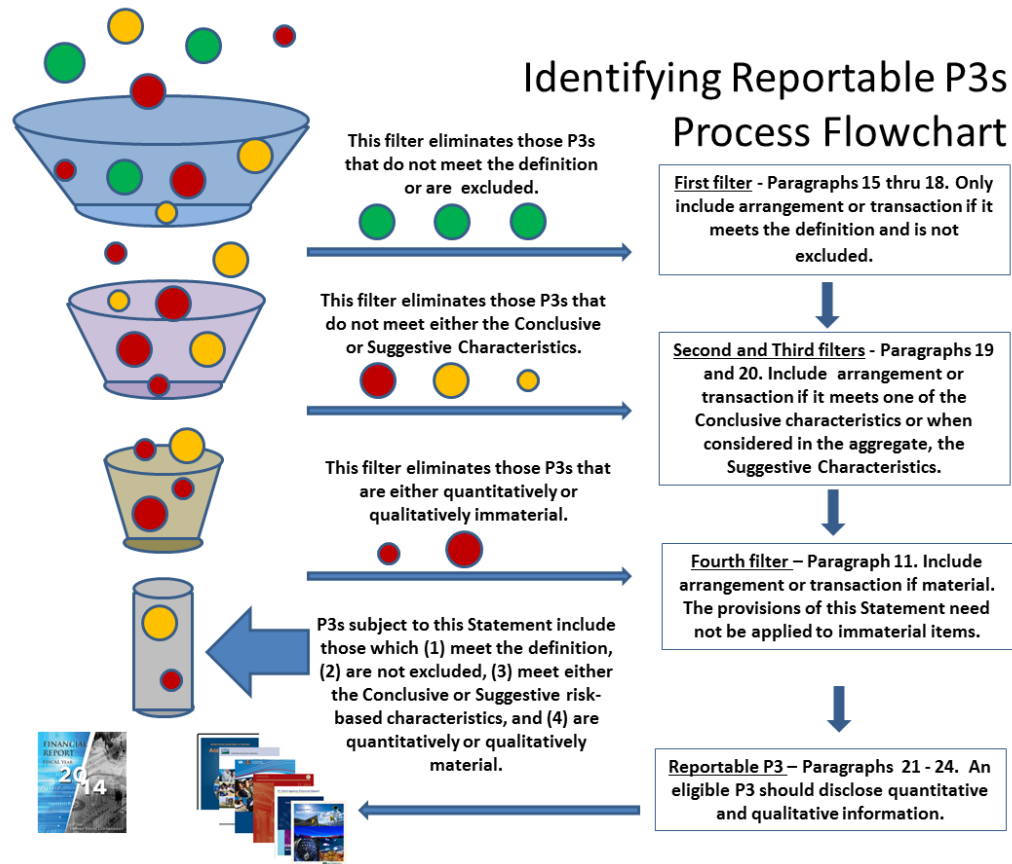 Identifying Reportable P3s
Process Flowchart
This filter eliminates those P3s
that do not meet the definition
or are excluded.
First filter - Paragraphs 15 thru 18. Only
include arrangement or transaction if it
meets the definition and is not
excluded.
This filter eliminates those P3s that
do not meet either the Conclusive
or Suggestive Characteristics.
Second and Third filters - Paragraphs 19
and 20. Include arrangement or
transaction if it meets one of the
Conclusive characteristics or when
considered in the aggregate, the
Suggestive Characteristics.
This filter eliminates those P3s that
are either quantitatively or
qualitatively immaterial.
Fourth filter – Paragraph 11. Include
arrangement or transaction if material.
The provisions of this Statement need
not be applied to immaterial items.
P3s subject to this Statement include
those which (1) meet the definition,
(2) are not excluded, (3) meet either
the Conclusive or Suggestive risk-
based characteristics, and (4) are
quantitatively or qualitatively
material.
Reportable P3 – Paragraphs 21 - 24. An
eligible P3 should disclose quantitative
and qualitative information.
FINANCIAL
REPORT
FISCAL YEAR
20
14